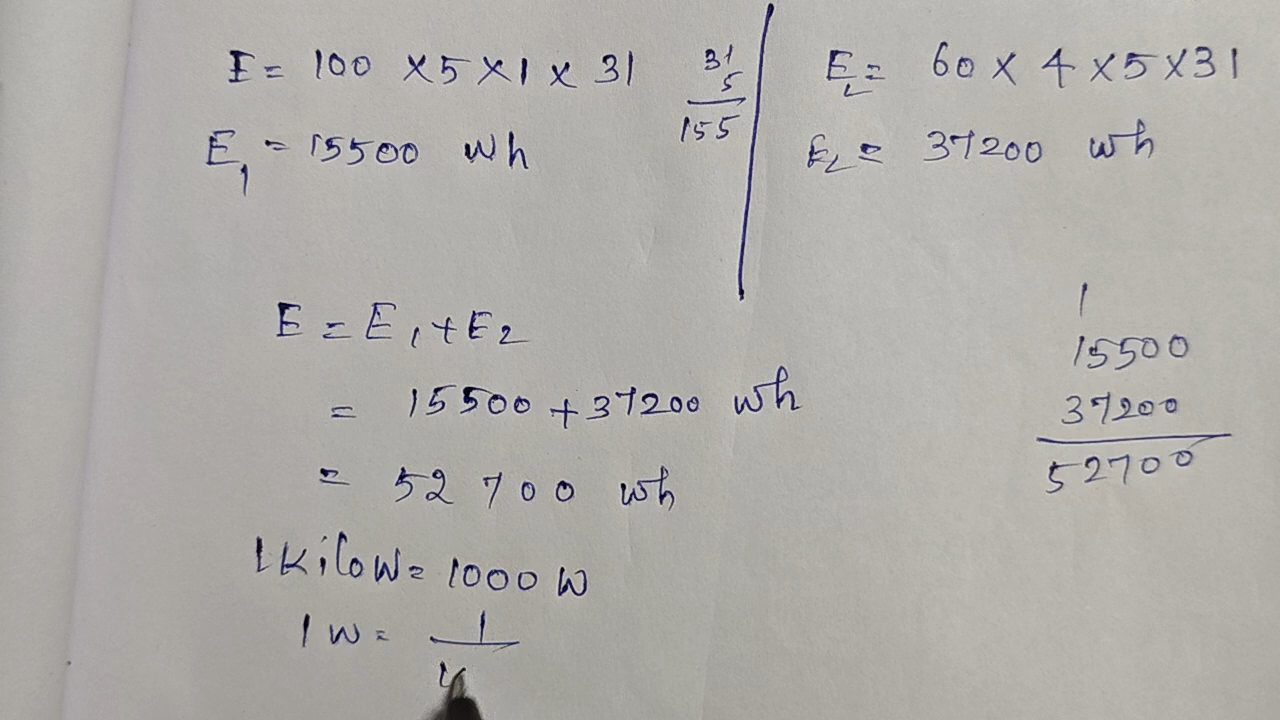 E = 100 × 5 × 1 × 31
E₁ = 15500 Wh
31
5
155
E₂ = 60 × 4 × 5 × 31
E₂ = 37200 Wh
E = E₁ + E₂
= 15500 + 37200 Wh
= 52700 Wh
1
15500
37200
52700
1 KiloW = 1000 W
1 W = 1/